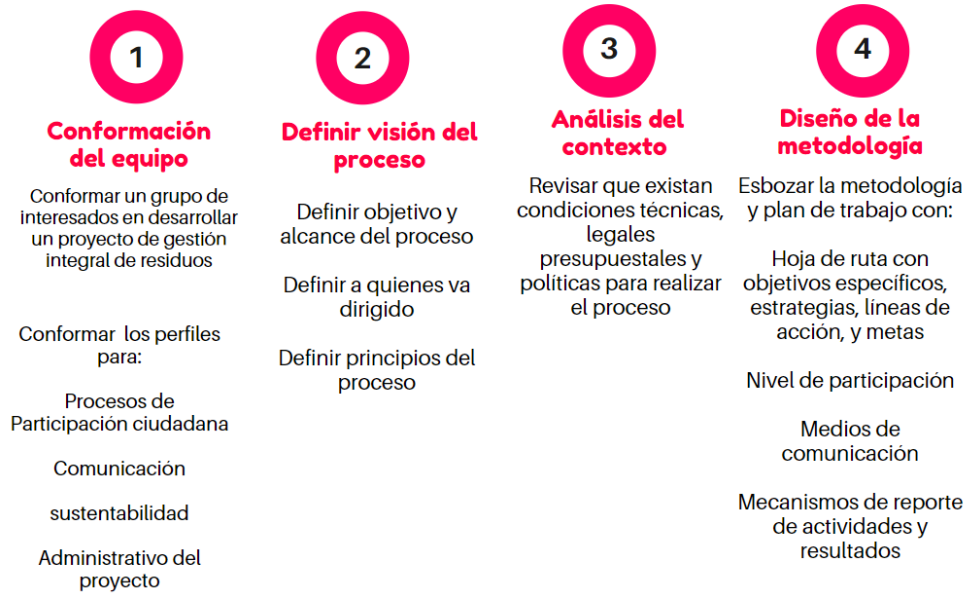 1
Conformación
del equipo
Conformar un grupo de
interesados en desarrollar
un proyecto de gestión
integral de residuos
Conformar los perfiles
para:
Procesos de
Participación ciudadana
Comunicación
sustentabilidad
Administrativo del
proyecto
2
Definir visión del
proceso
Definir objetivo y
alcance del proceso
Definir a quienes va
dirigido
Definir principios del
proceso
3
Análisis del
contexto
Revisar que existan
condiciones técnicas,
legales
presupuestales y
políticas para realizar
el proceso
4
Diseño de la
metodología
Esbozar la metodología
y plan de trabajo con:
Hoja de ruta con
objetivos específicos,
estrategias, líneas de
acción, y metas
Nivel de participación
Medios de
comunicación
Mecanismos de reporte
de actividades y
resultados